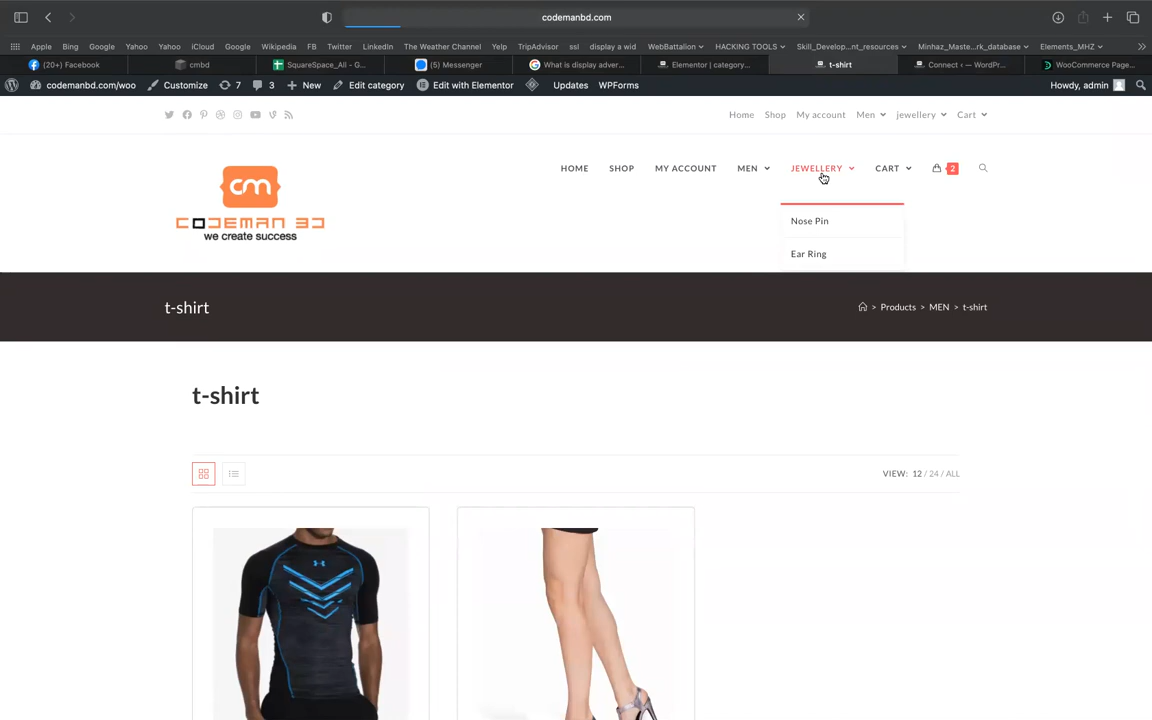 codemanbd.com
Apple Bing Google Yahoo Yahoo iCloud Google Wikipedia FB Twitter LinkedIn The Weather Channel Yelp TripAdvisor ssl display a wid WebBattalion HACKING TOOLS Skill_Develop...nt_resources Minhaz_Maste...rk_database Elements_MHZ
(20+) Facebook cmbd SquareSpace_All - G... (5) Messenger What is display adver... Elementor | category... t-shirt Connect ‹ — WordPr... WooCommerce Page...
codemanbd.com/woo Customize 7 3 New Edit category Edit with Elementor Updates WPForms Howdy, admin
Home Shop My account Men jewellery Cart
HOME SHOP MY ACCOUNT MEN JEWELLERY CART 2
cm
CODEMAN BD
we create success
Nose Pin
Ear Ring
t-shirt
> Products > MEN > t-shirt
t-shirt
VIEW: 12 / 24 / ALL